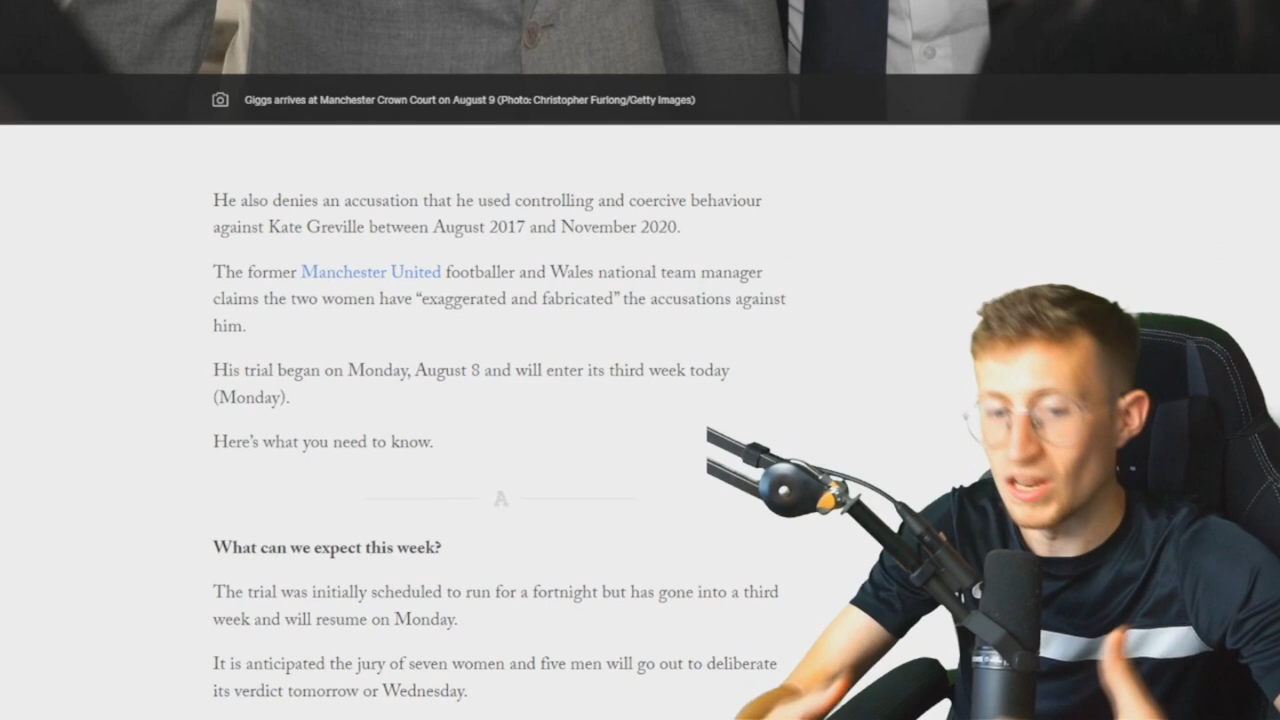 Giggs arrives at Manchester Crown Court on August 9 (Photo: Christopher Furlong/Getty Images)
He also denies an accusation that he used controlling and coercive behaviour
against Kate Greville between August 2017 and November 2020.
The former Manchester United footballer and Wales national team manager
claims the two women have “exaggerated and fabricated” the accusations against
him.
His trial began on Monday, August 8 and will enter its third week today
(Monday).
Here’s what you need to know.
A
What can we expect this week?
The trial was initially scheduled to run for a fortnight but has gone into a third
week and will resume on Monday.
It is anticipated the jury of seven women and five men will go out to deliberate
its verdict tomorrow or Wednesday.